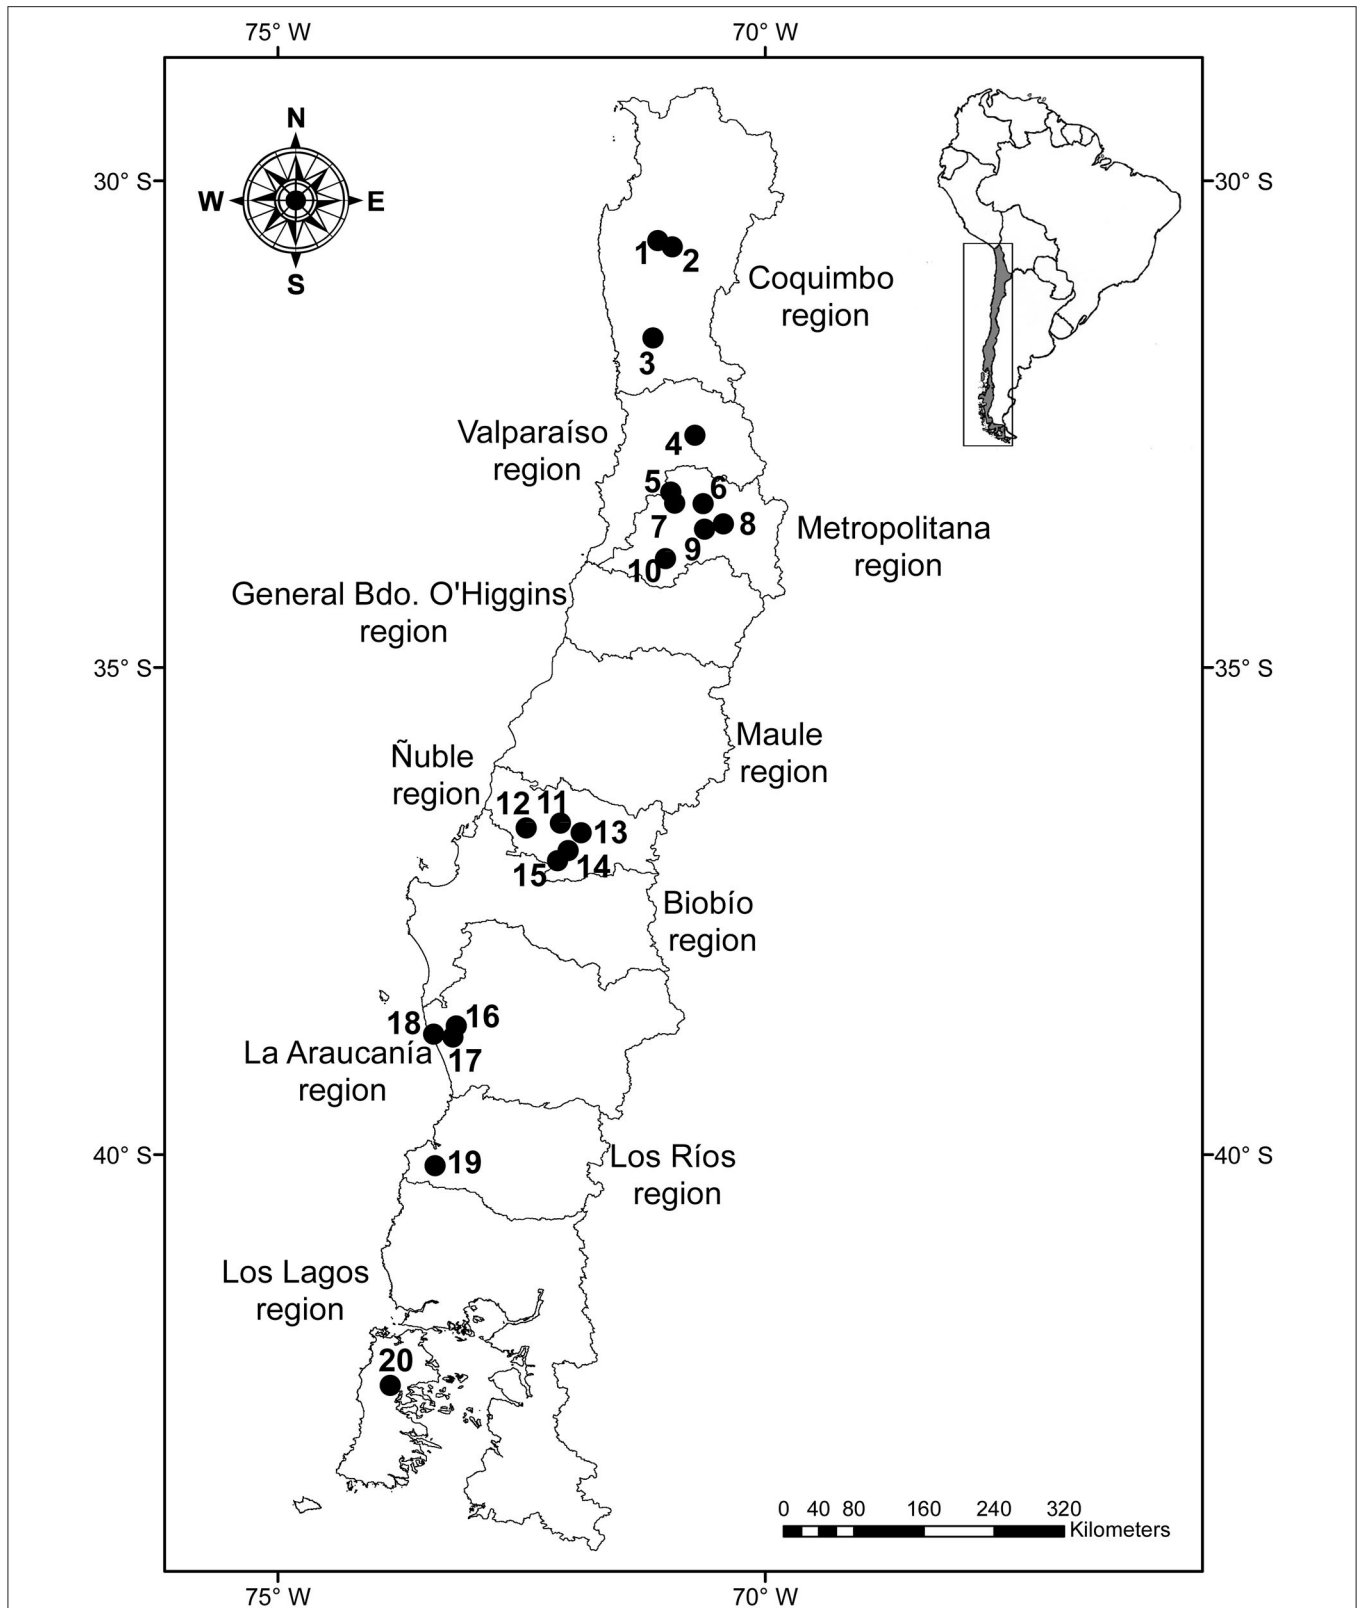 75° W 70° W
N
30° S 30° S
W E
S
1 2
Coquimbo
region
3
Valparaíso
region
4
5 6
7 8
Metropolitana
region
9
10
General Bdo. O'Higgins
region
35° S 35° S
Maule
region
Ñuble
region
12 11
13
14
15
Biobío
region
16
18
La Araucanía
region
17
40° S 40° S
19
Los Ríos
region
Los Lagos
region
20
0 40 80 160 240 320
Kilometers
75° W 70° W